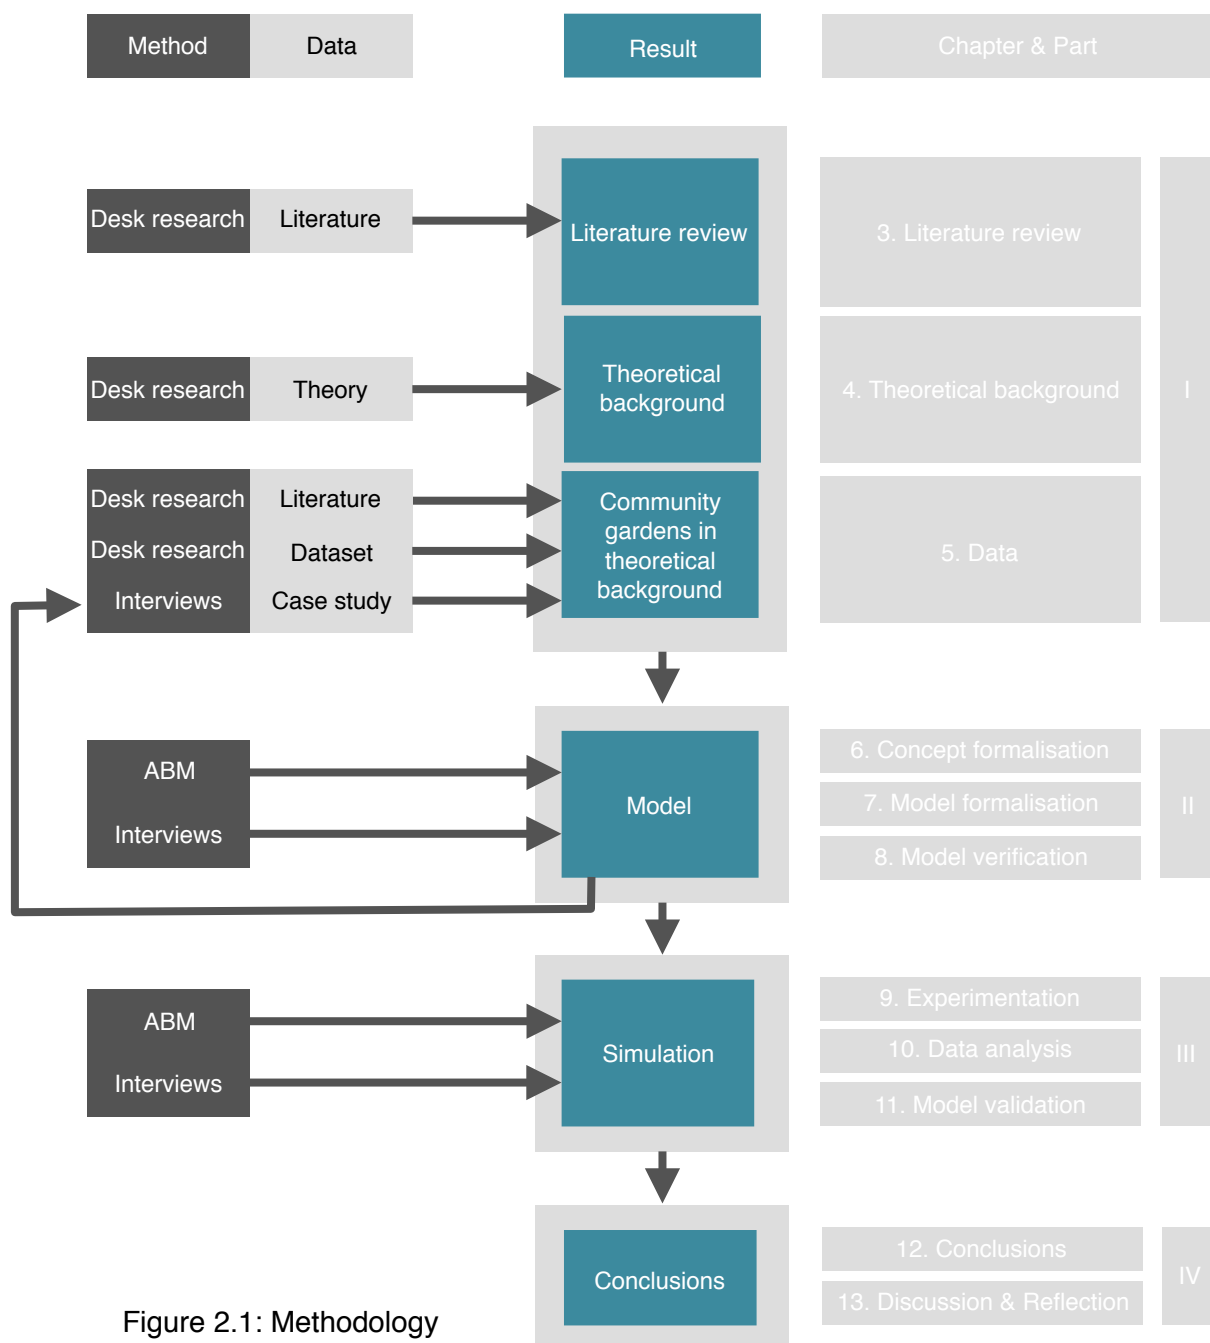 Method
Data
Result
Chapter & Part
Desk research
Literature
Literature review
3. Literature review
Desk research
Theory
Theoretical
background
4. Theoretical background
I
Desk research
Literature
Desk research
Dataset
Interviews
Case study
Community
gardens in
theoretical
background
5. Data
ABM
Interviews
Model
6. Concept formalisation
7. Model formalisation
8. Model verification
II
ABM
Interviews
Simulation
9. Experimentation
10. Data analysis
11. Model validation
III
Conclusions
12. Conclusions
13. Discussion & Reflection
IV
Figure 2.1: Methodology